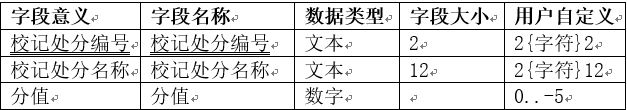 字段意义 字段名称 数据类型 字段大小 用户自定义
校记处分编号 校记处分编号 文本 2 2{字符}2
校记处分名称 校记处分名称 文本 12 2{字符}12
分值 分值 数字 0..-5